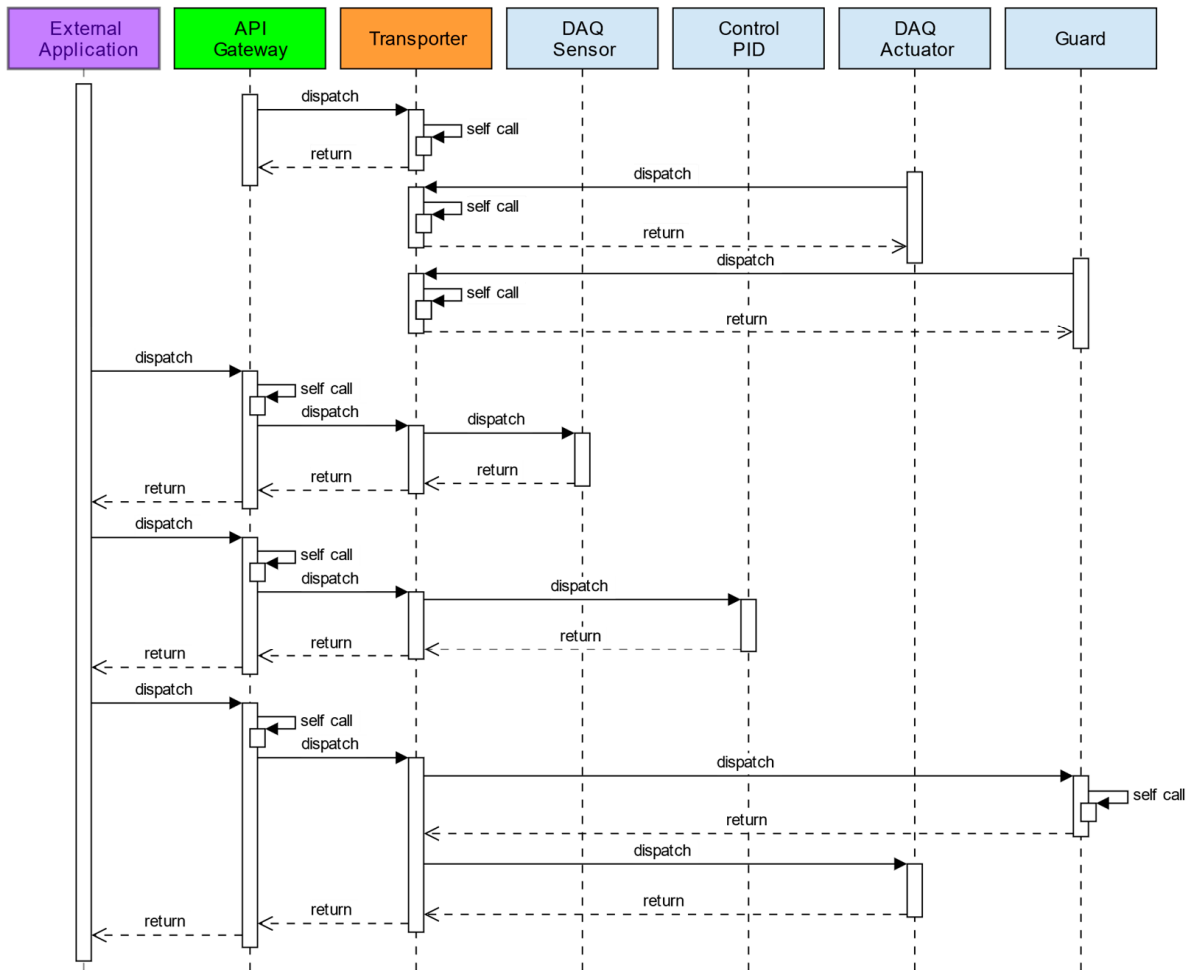 External
Application
API
Gateway
Transporter
DAQ
Sensor
Control
PID
DAQ
Actuator
Guard
dispatch
self call
return
dispatch
self call
return
dispatch
self call
return
dispatch
self call
dispatch
dispatch
return
return
return
dispatch
self call
dispatch
dispatch
return
return
return
dispatch
self call
dispatch
dispatch
self call
return
dispatch
return
return
return